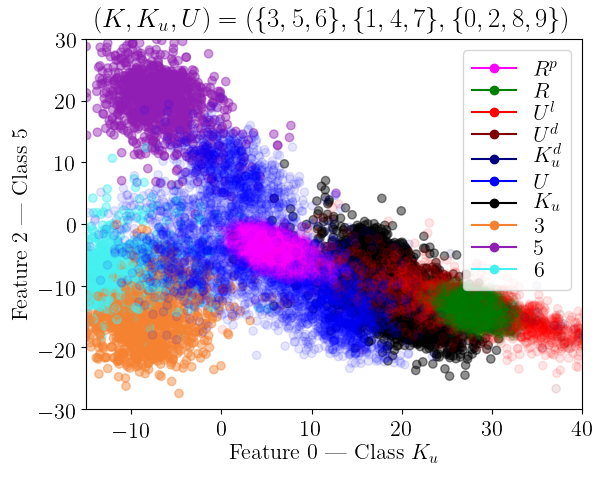 (K, K_u, U) = ({3, 5, 6}, {1, 4, 7}, {0, 2, 8, 9})
30
20
10
0
−10
−20
−30
Feature 2 — Class 5
R^p
R
U^l
U^d
K_u^d
U
K_u
3
5
6
−10
0
10
20
30
40
Feature 0 — Class K_u